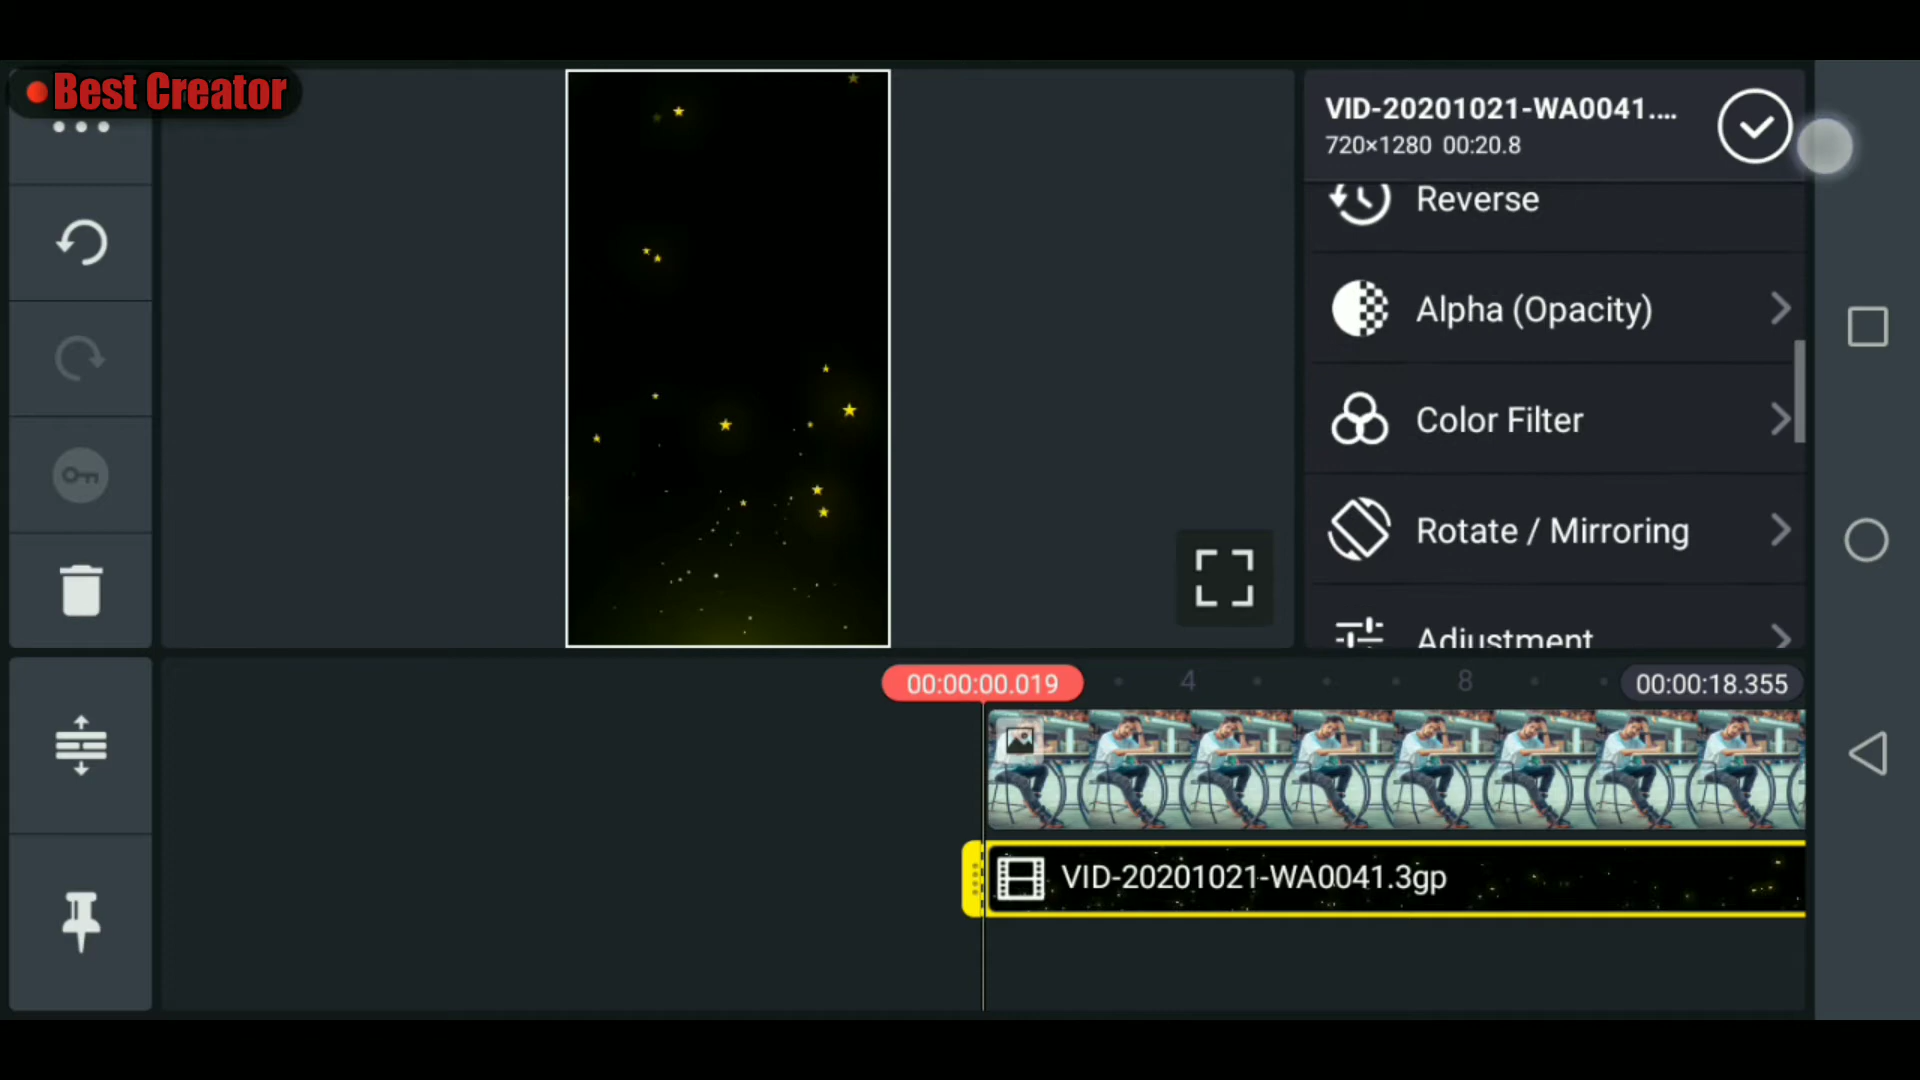 Best Creator
VID-20201021-WA0041....
720×1280 00:20.8
Reverse
Alpha (Opacity)
Color Filter
Rotate / Mirroring
Adjustment
00:00:00.019
4
8
00:00:18.355
VID-20201021-WA0041.3gp